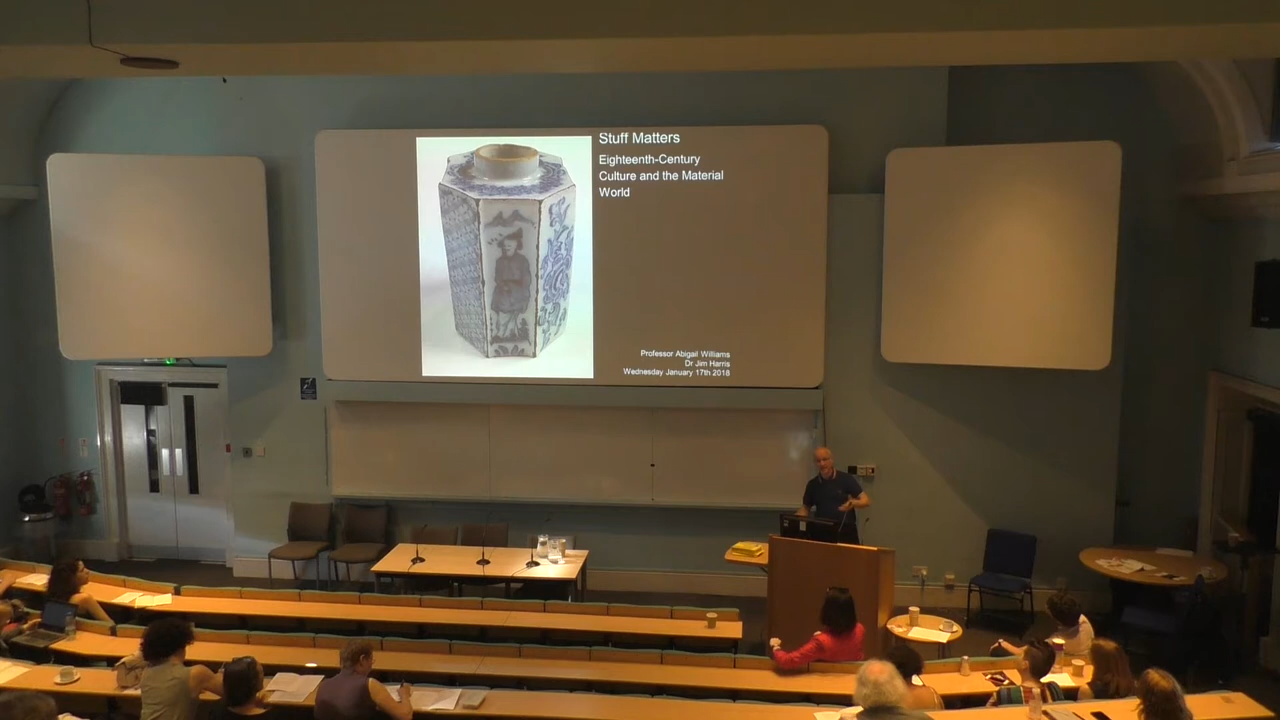 Stuff Matters
Eighteenth-Century
Culture and the Material
World
Professor Abigail Williams
Dr Jim Harris
Wednesday January 17th 2018